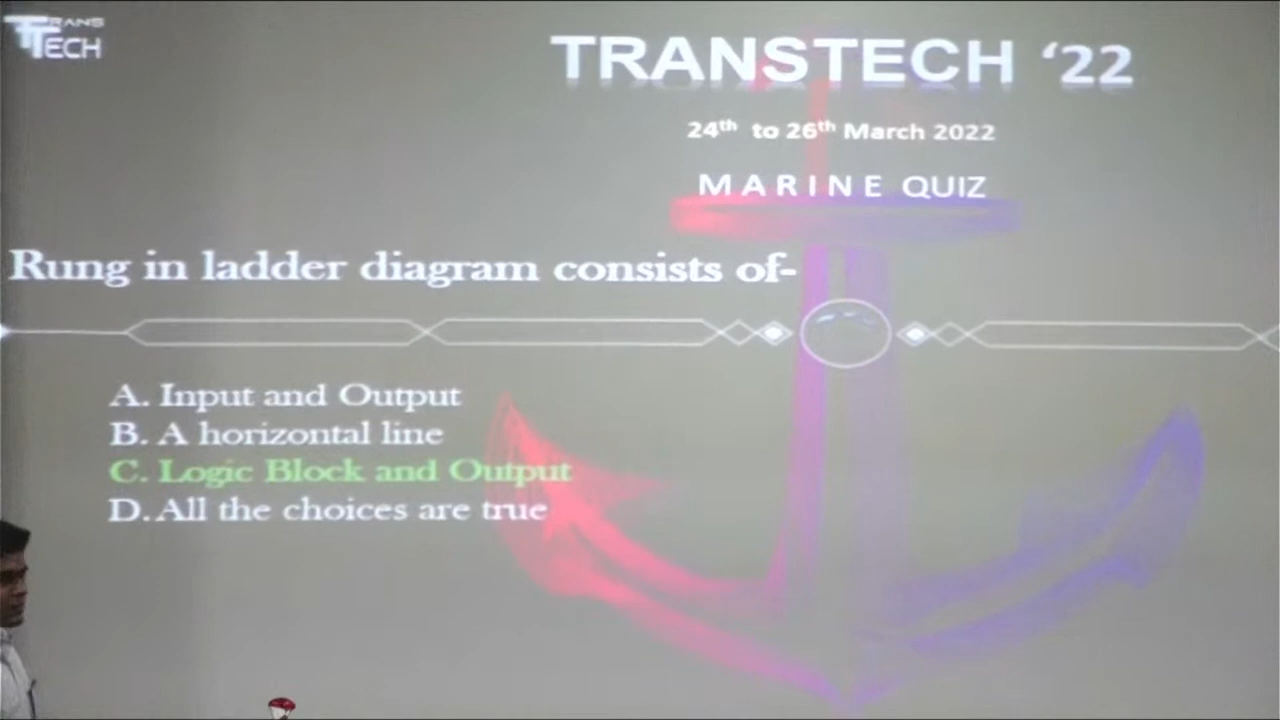 TRANS
TECH
TRANSTECH ‘22
24th to 26th March 2022
MARINE QUIZ
Rung in ladder diagram consists of-
A. Input and Output
B. A horizontal line
C. Logic Block and Output
D. All the choices are true